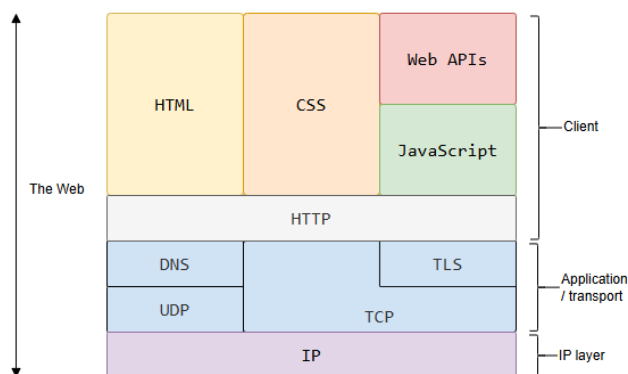 Web APIs
HTML
CSS
JavaScript
Client
The Web
HTTP
DNS
TLS
UDP
TCP
Application
/ transport
IP
IP layer